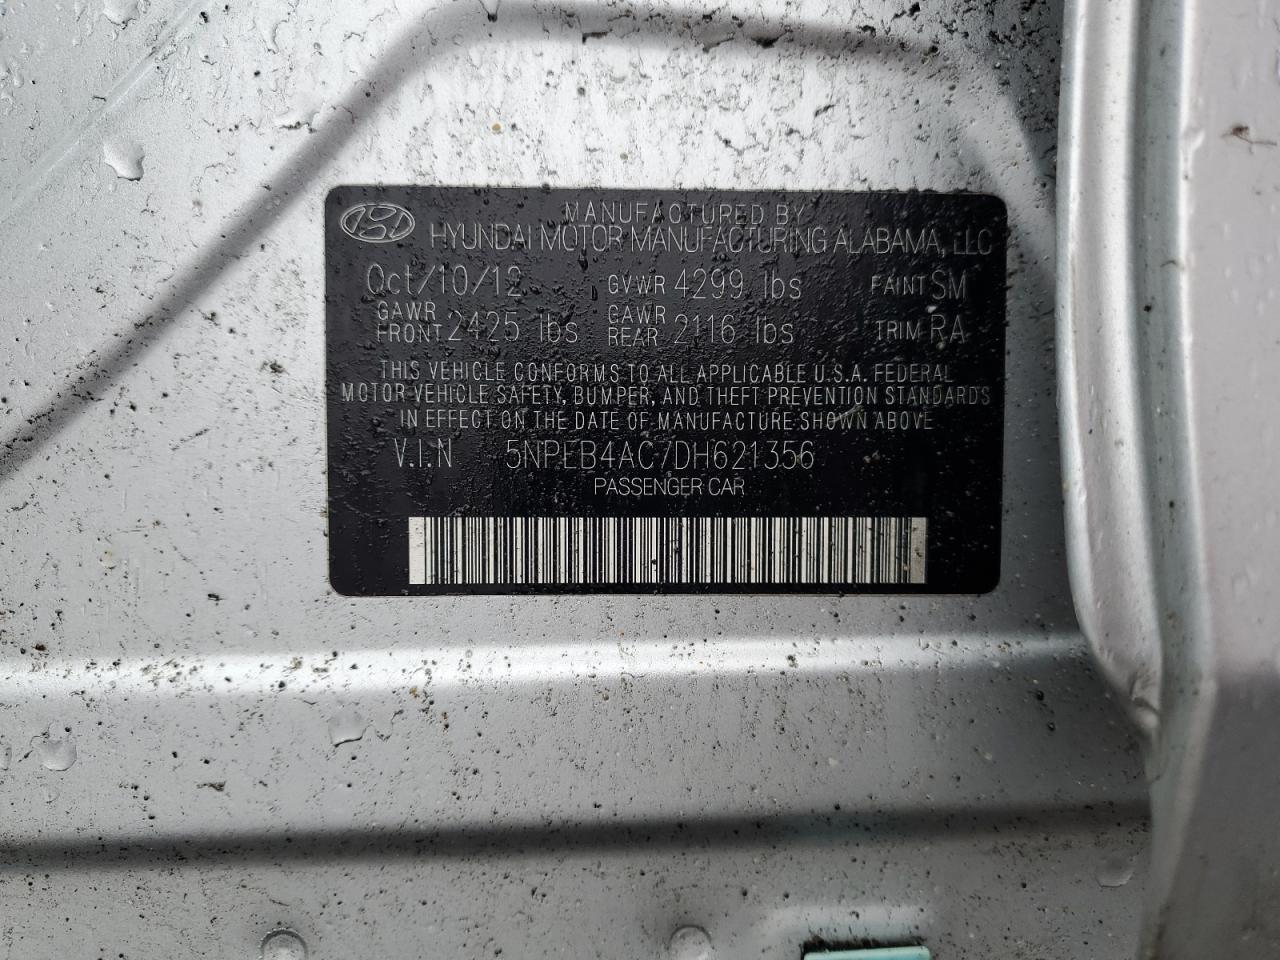 MANUFACTURED BY
HYUNDAI MOTOR MANUFACTURING ALABAMA, LLC
Oct/10/12 GVWR 4299 lbs PAINT SM
GAWR FRONT 2425 lbs GAWR REAR 2116 lbs TRIM RA
THIS VEHICLE CONFORMS TO ALL APPLICABLE U.S.A. FEDERAL
MOTOR VEHICLE SAFETY, BUMPER, AND THEFT PREVENTION STANDARDS
IN EFFECT ON THE DATE OF MANUFACTURE SHOWN ABOVE
V.I.N 5NPEB4AC7DH621356
PASSENGER CAR